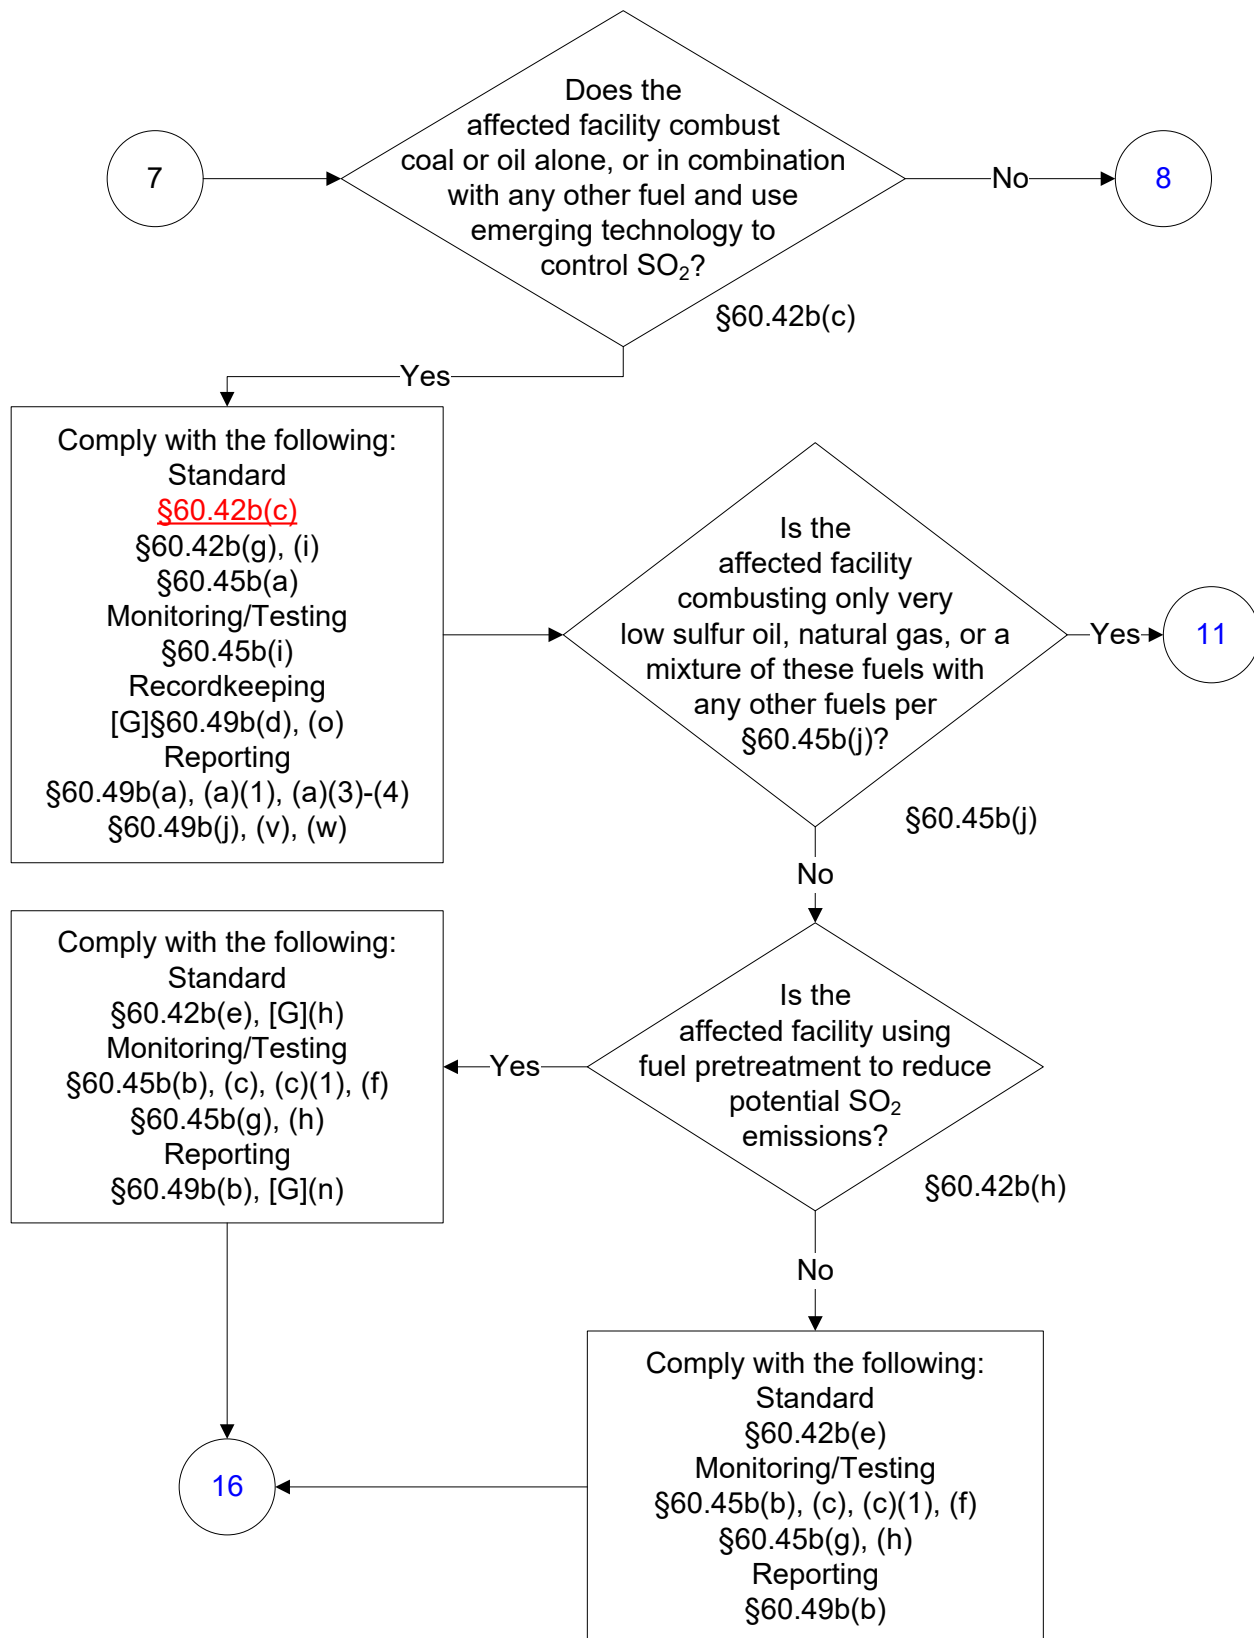 7
Does the
affected facility combust
coal or oil alone, or in combination
with any other fuel and use
emerging technology to
control SO₂?
No
8
§60.42b(c)
Yes
Comply with the following:
Standard
§60.42b(c)
§60.42b(g), (i)
§60.45b(a)
Monitoring/Testing
§60.45b(i)
Recordkeeping
[G]§60.49b(d), (o)
Reporting
§60.49b(a), (a)(1), (a)(3)-(4)
§60.49b(j), (v), (w)
Is the
affected facility
combusting only very
low sulfur oil, natural gas, or a
mixture of these fuels with
any other fuels per
§60.45b(j)?
Yes
11
§60.45b(j)
No
Is the
affected facility using
fuel pretreatment to reduce
potential SO₂
emissions?
§60.42b(h)
Yes
Comply with the following:
Standard
§60.42b(e), [G](h)
Monitoring/Testing
§60.45b(b), (c), (c)(1), (f)
§60.45b(g), (h)
Reporting
§60.49b(b), [G](n)
No
Comply with the following:
Standard
§60.42b(e)
Monitoring/Testing
§60.45b(b), (c), (c)(1), (f)
§60.45b(g), (h)
Reporting
§60.49b(b)
16